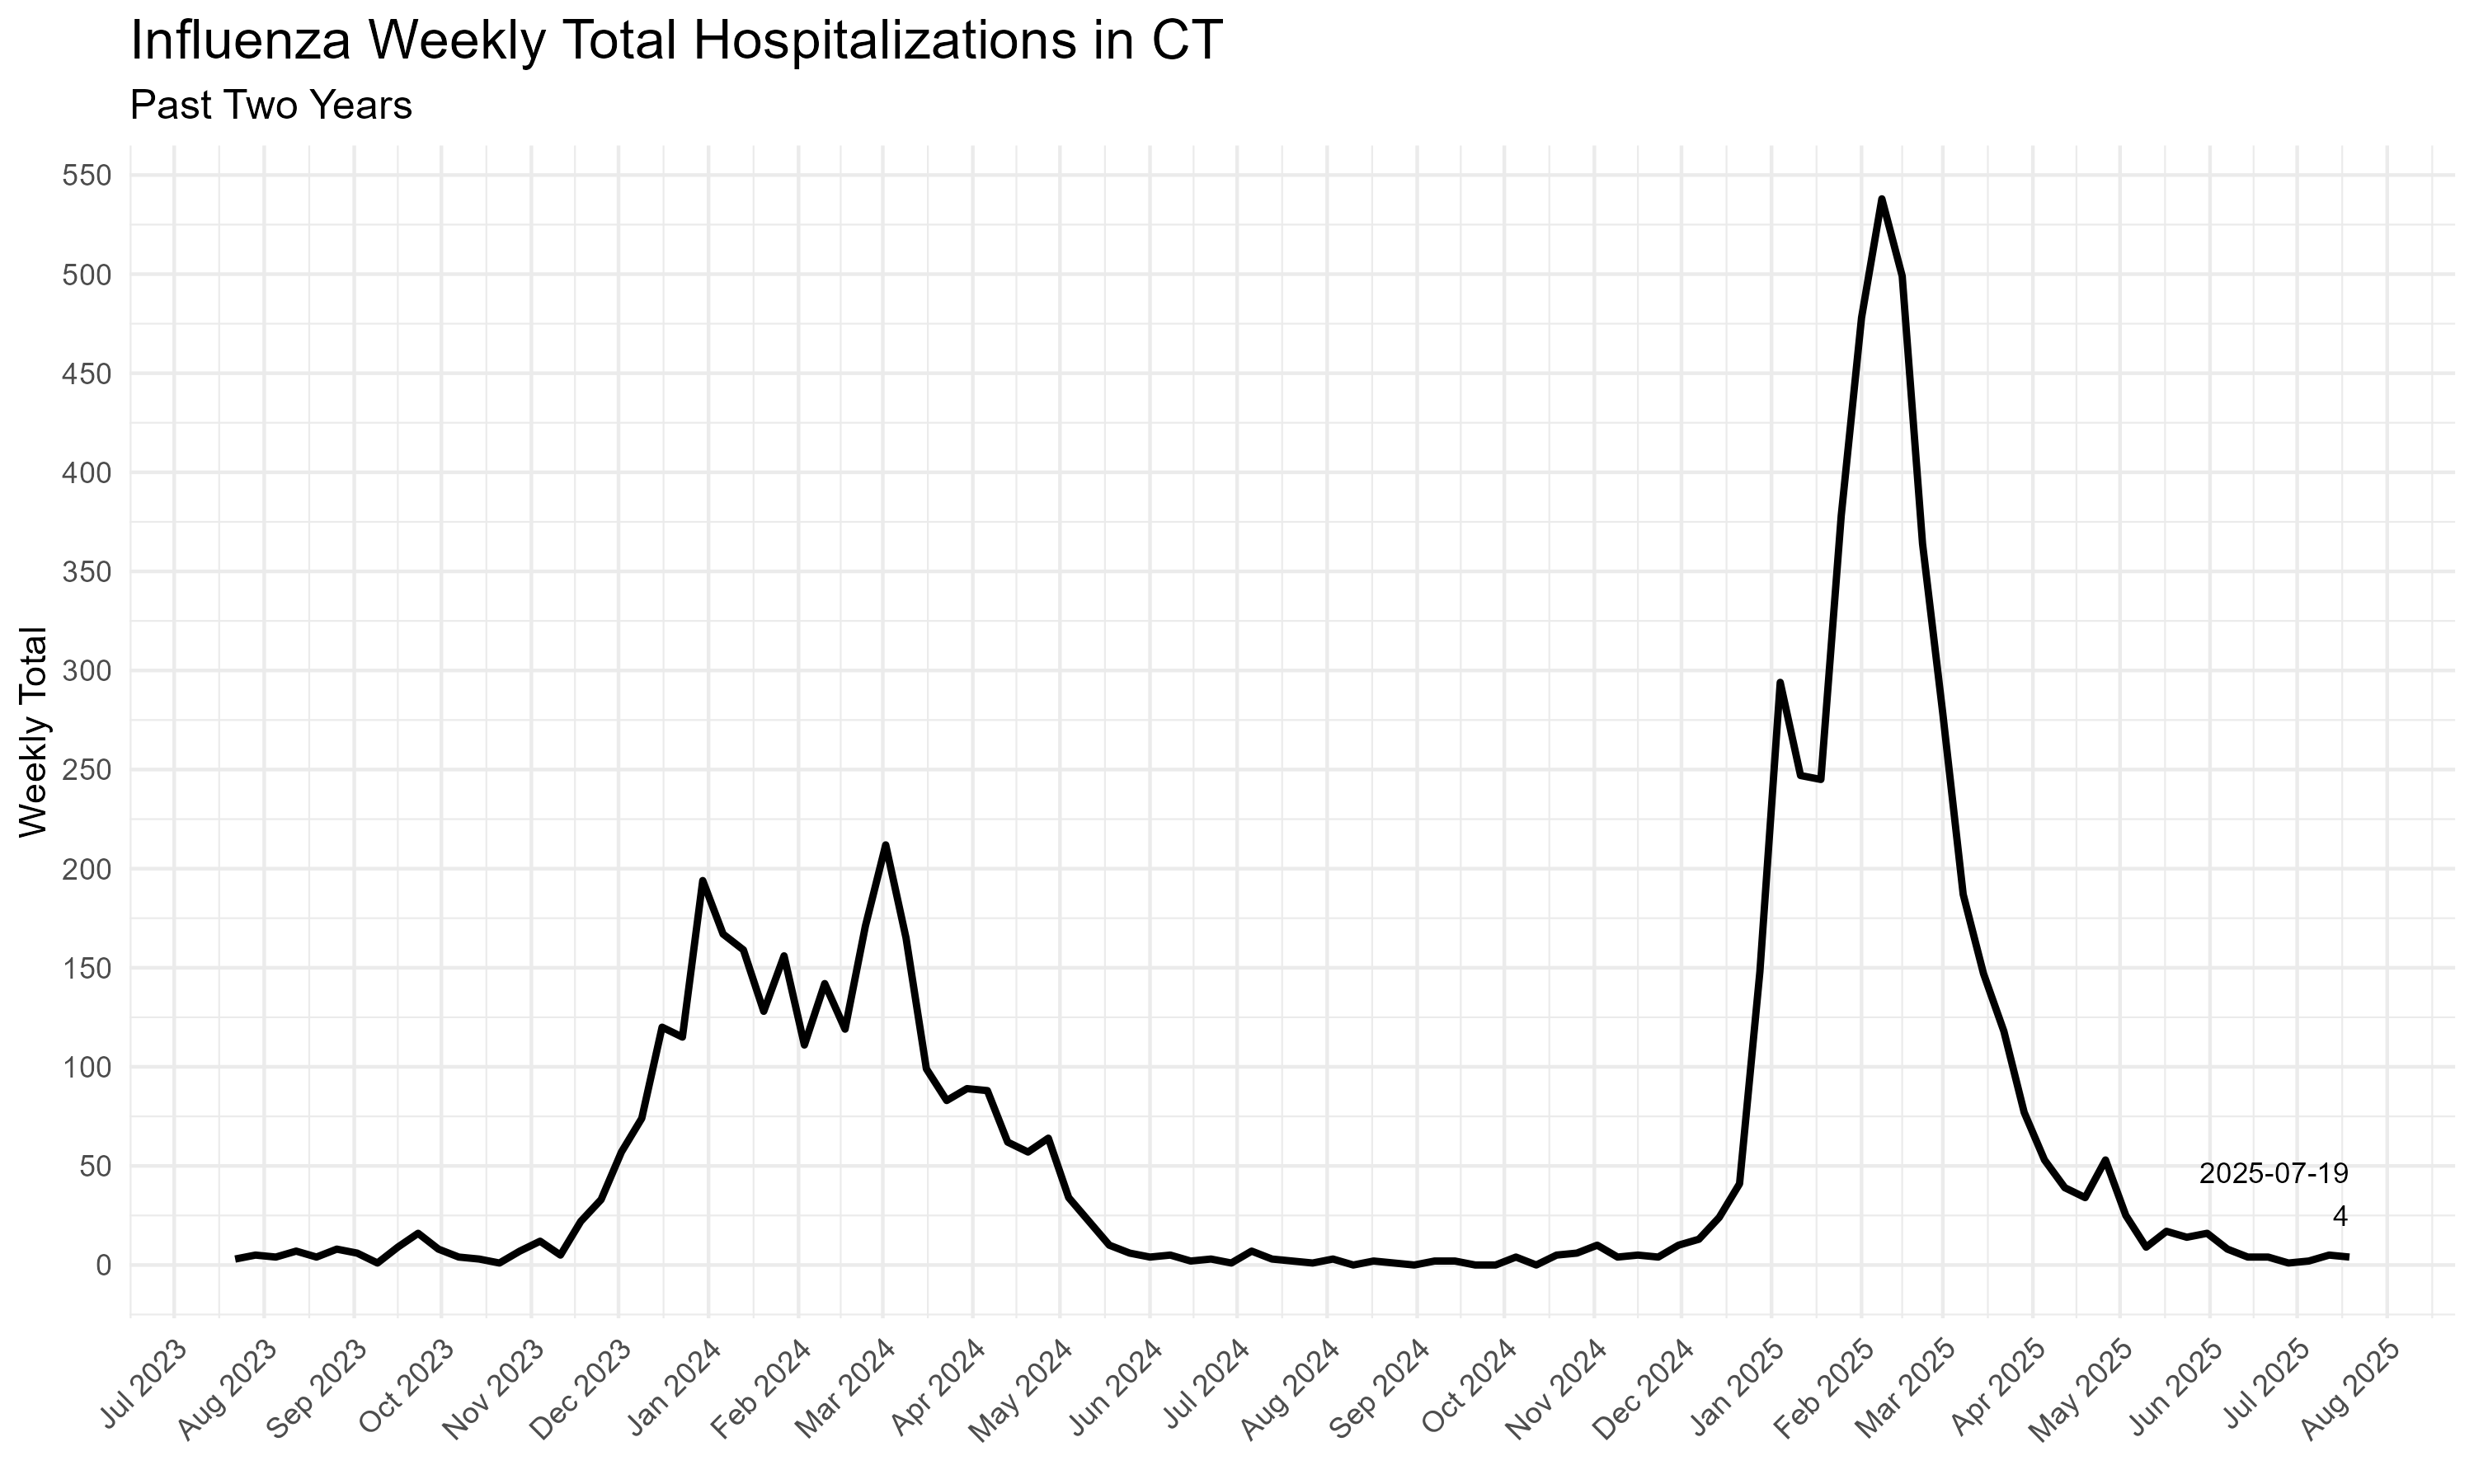 Influenza Weekly Total Hospitalizations in CT
Past Two Years
Weekly Total
550
500
450
400
350
300
250
200
150
100
50
0
2025-07-19
4
Jul 2023
Aug 2023
Sep 2023
Oct 2023
Nov 2023
Dec 2023
Jan 2024
Feb 2024
Mar 2024
Apr 2024
May 2024
Jun 2024
Jul 2024
Aug 2024
Sep 2024
Oct 2024
Nov 2024
Dec 2024
Jan 2025
Feb 2025
Mar 2025
Apr 2025
May 2025
Jun 2025
Jul 2025
Aug 2025